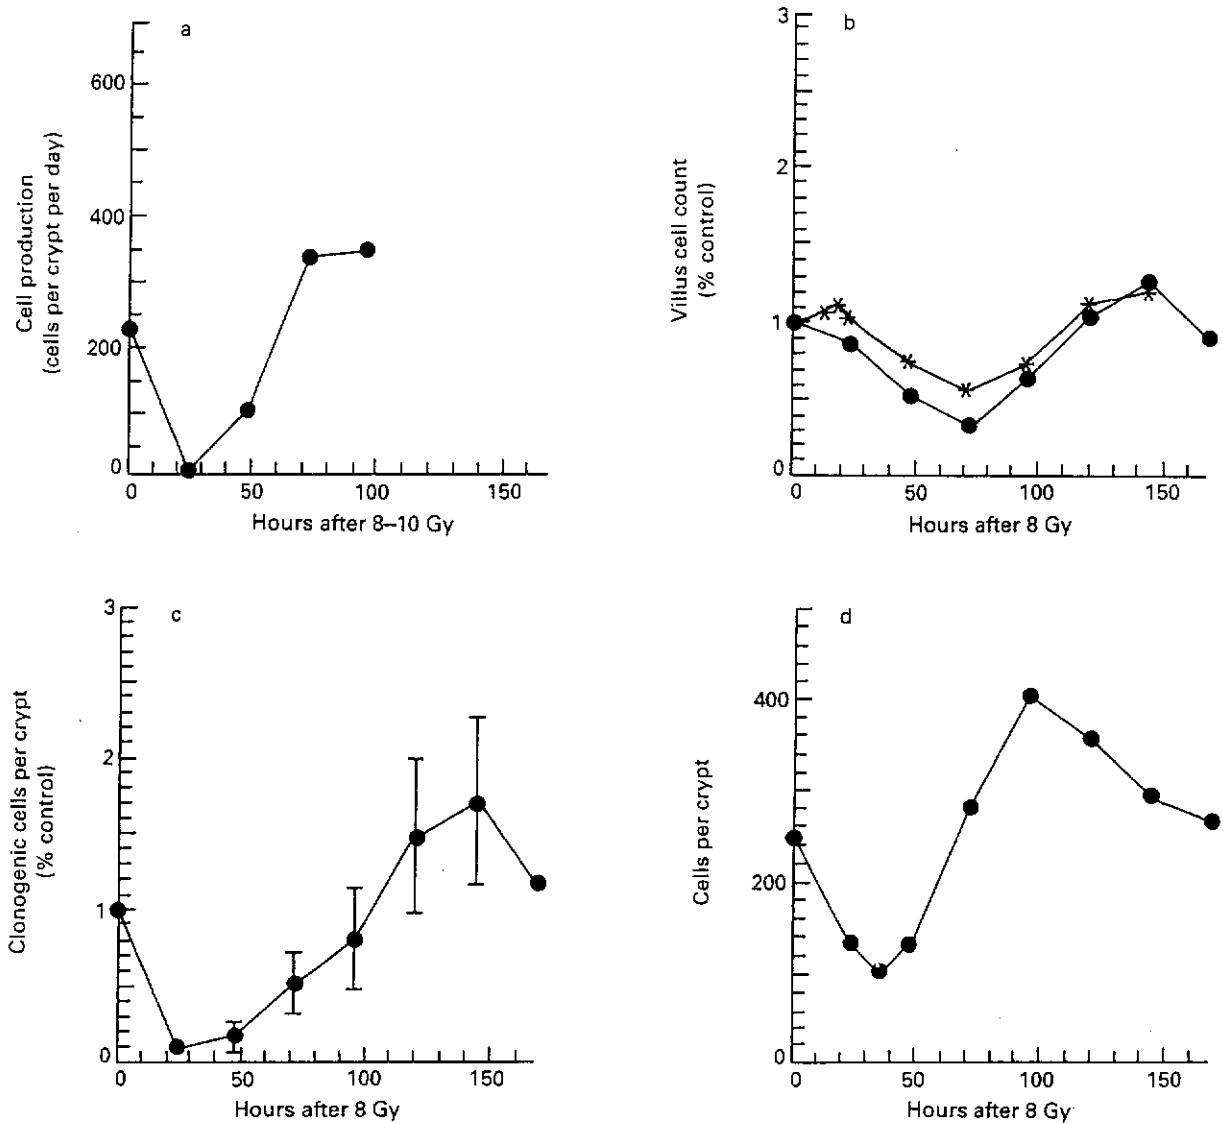 a
Cell production
(cells per crypt per day)
600
400
200
0
0 50 100 150
Hours after 8–10 Gy
b
Villus cell count
(% control)
3
2
1
0
0 50 100 150
Hours after 8 Gy
c
Clonogenic cells per crypt
(% control)
3
2
1
0
0 50 100 150
Hours after 8 Gy
d
Cells per crypt
400
200
0
0 50 100 150
Hours after 8 Gy